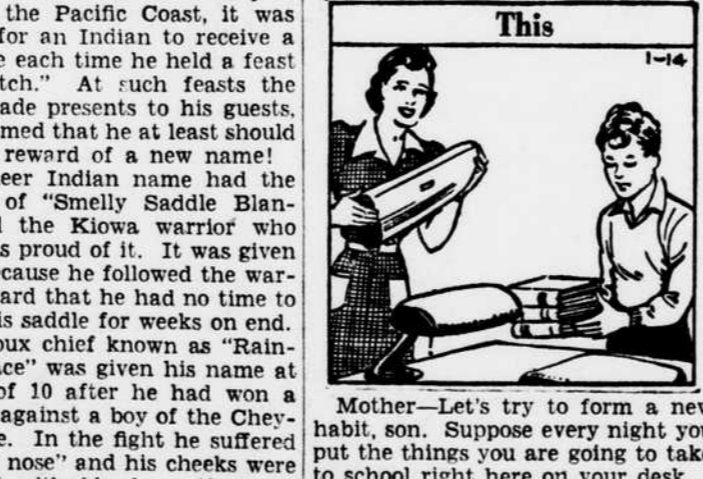 the Pacific Coast, it was
for an Indian to receive a
each time he held a feast
tch." At such feasts the
ade presents to his guests,
med that he at least should
reward of a new name!
eer Indian name had the
of "Smelly Saddle Blan-
the Kiowa warrior who
s proud of it. It was given
ecause he followed the war-
ard that he had no time to
is saddle for weeks on end.
oux chief known as "Rain-
ace" was given his name at
of 10 after he had won a
against a boy of the Chey-
e. In the fight he suffered
nose" and his cheeks were
This
1-14
Mother—Let's try to form a new
habit, son. Suppose every night you
put the things you are going to take
to school right here on your desk